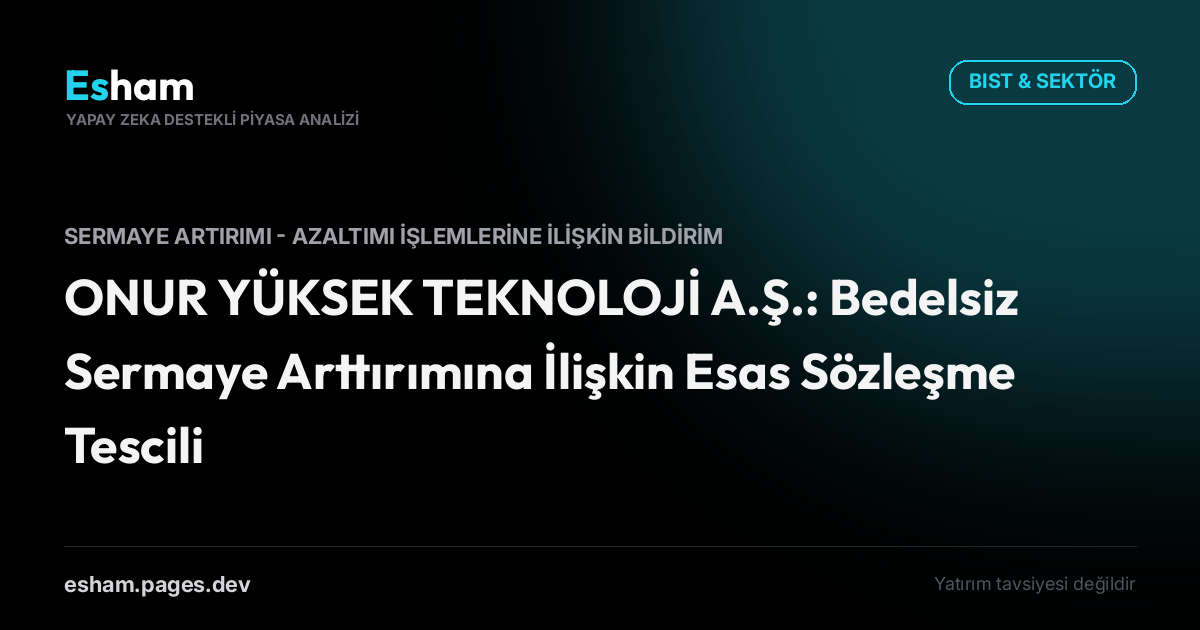 Esham
YAPAY ZEKA DESTEKLİ PİYASA ANALİZİ
BIST & SEKTÖR
SERMAYE ARTIRIMI - AZALTIMI İŞLEMLERİNE İLİŞKİN BİLDİRİM
ONUR YÜKSEK TEKNOLOJİ A.Ş.: Bedelsiz
Sermaye Arttırımına İlişkin Esas Sözleşme
Tescili
esham.pages.dev
Yatırım tavsiyesi değildir